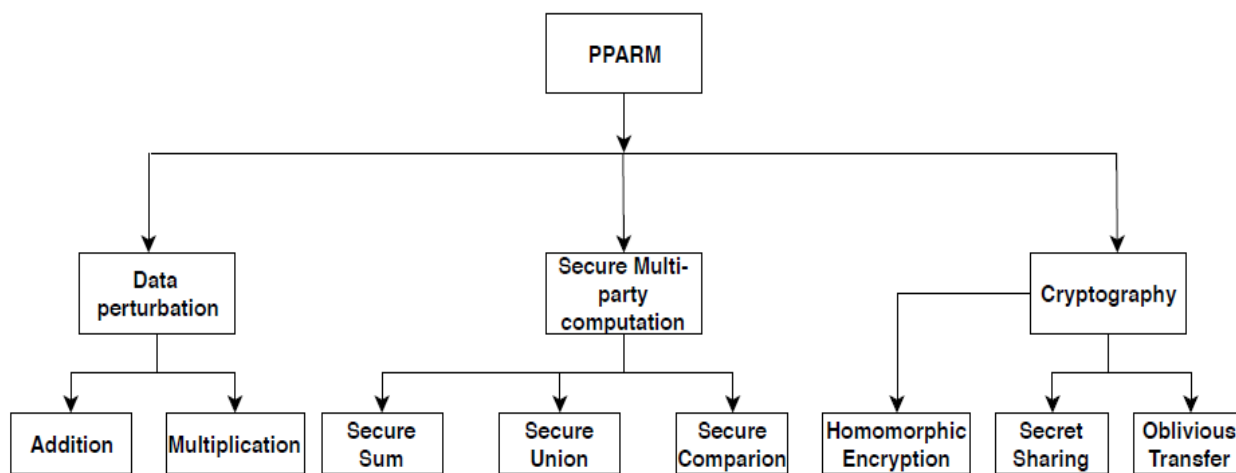 PPARM
Data
perturbation
Secure Multi-
party
computation
Cryptography
Addition
Multiplication
Secure
Sum
Secure
Union
Secure
Comparion
Homomorphic
Encryption
Secret
Sharing
Oblivious
Transfer